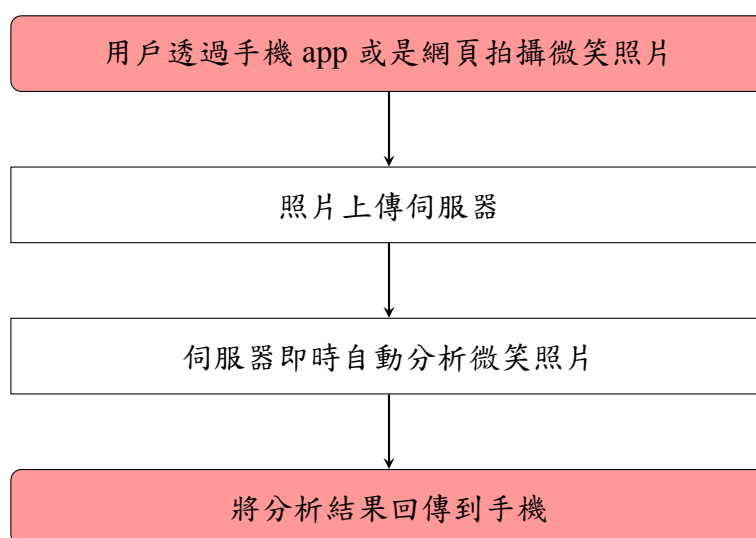 用戶透過手機 app 或是網頁拍攝微笑照片
照片上傳伺服器
伺服器即時自動分析微笑照片
將分析結果回傳到手機